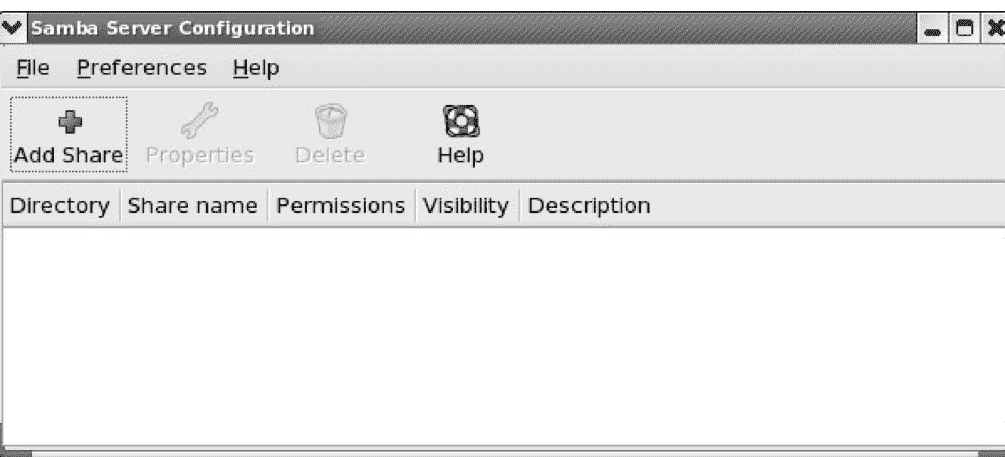 Samba Server Configuration
File Preferences Help
Add Share Properties Delete Help
Directory Share name Permissions Visibility Description